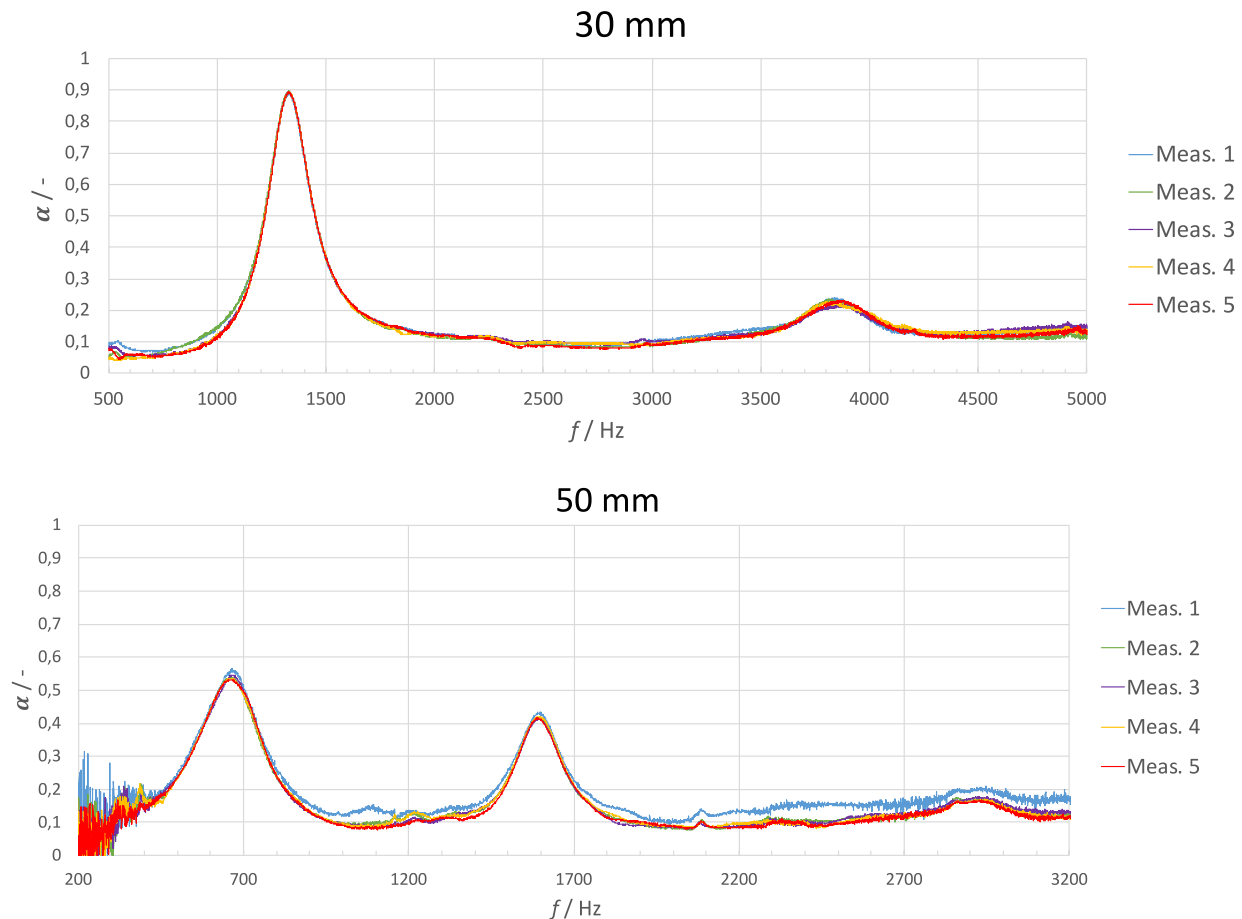 30 mm
1
0,9
0,8
0,7
0,6
0,5
0,4
0,3
0,2
0,1
0
α / -
500 1000 1500 2000 2500 3000 3500 4000 4500 5000
f / Hz
Meas. 1
Meas. 2
Meas. 3
Meas. 4
Meas. 5
50 mm
1
0,9
0,8
0,7
0,6
0,5
0,4
0,3
0,2
0,1
0
α / -
200 700 1200 1700 2200 2700 3200
f / Hz
Meas. 1
Meas. 2
Meas. 3
Meas. 4
Meas. 5